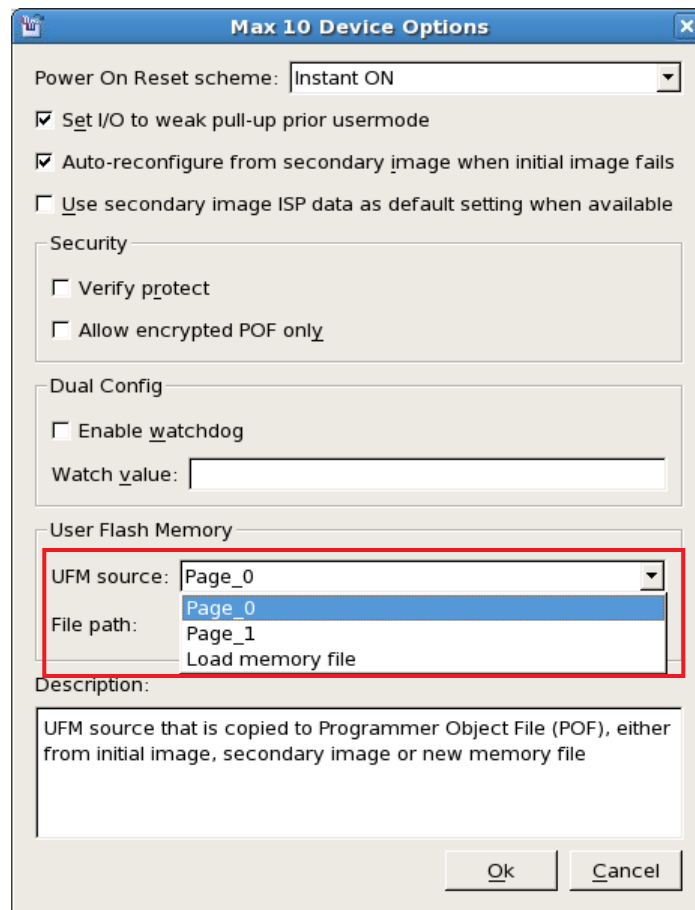 Max 10 Device Options
Power On Reset scheme: Instant ON
Set I/O to weak pull-up prior usermode
Auto-reconfigure from secondary image when initial image fails
Use secondary image ISP data as default setting when available
Security
Verify protect
Allow encrypted POF only
Dual Config
Enable watchdog
Watch value:
User Flash Memory
UFM source: Page_0
Page_0
File path:
Page_1
Load memory file
Description:
UFM source that is copied to Programmer Object File (POF), either
from initial image, secondary image or new memory file
Ok Cancel